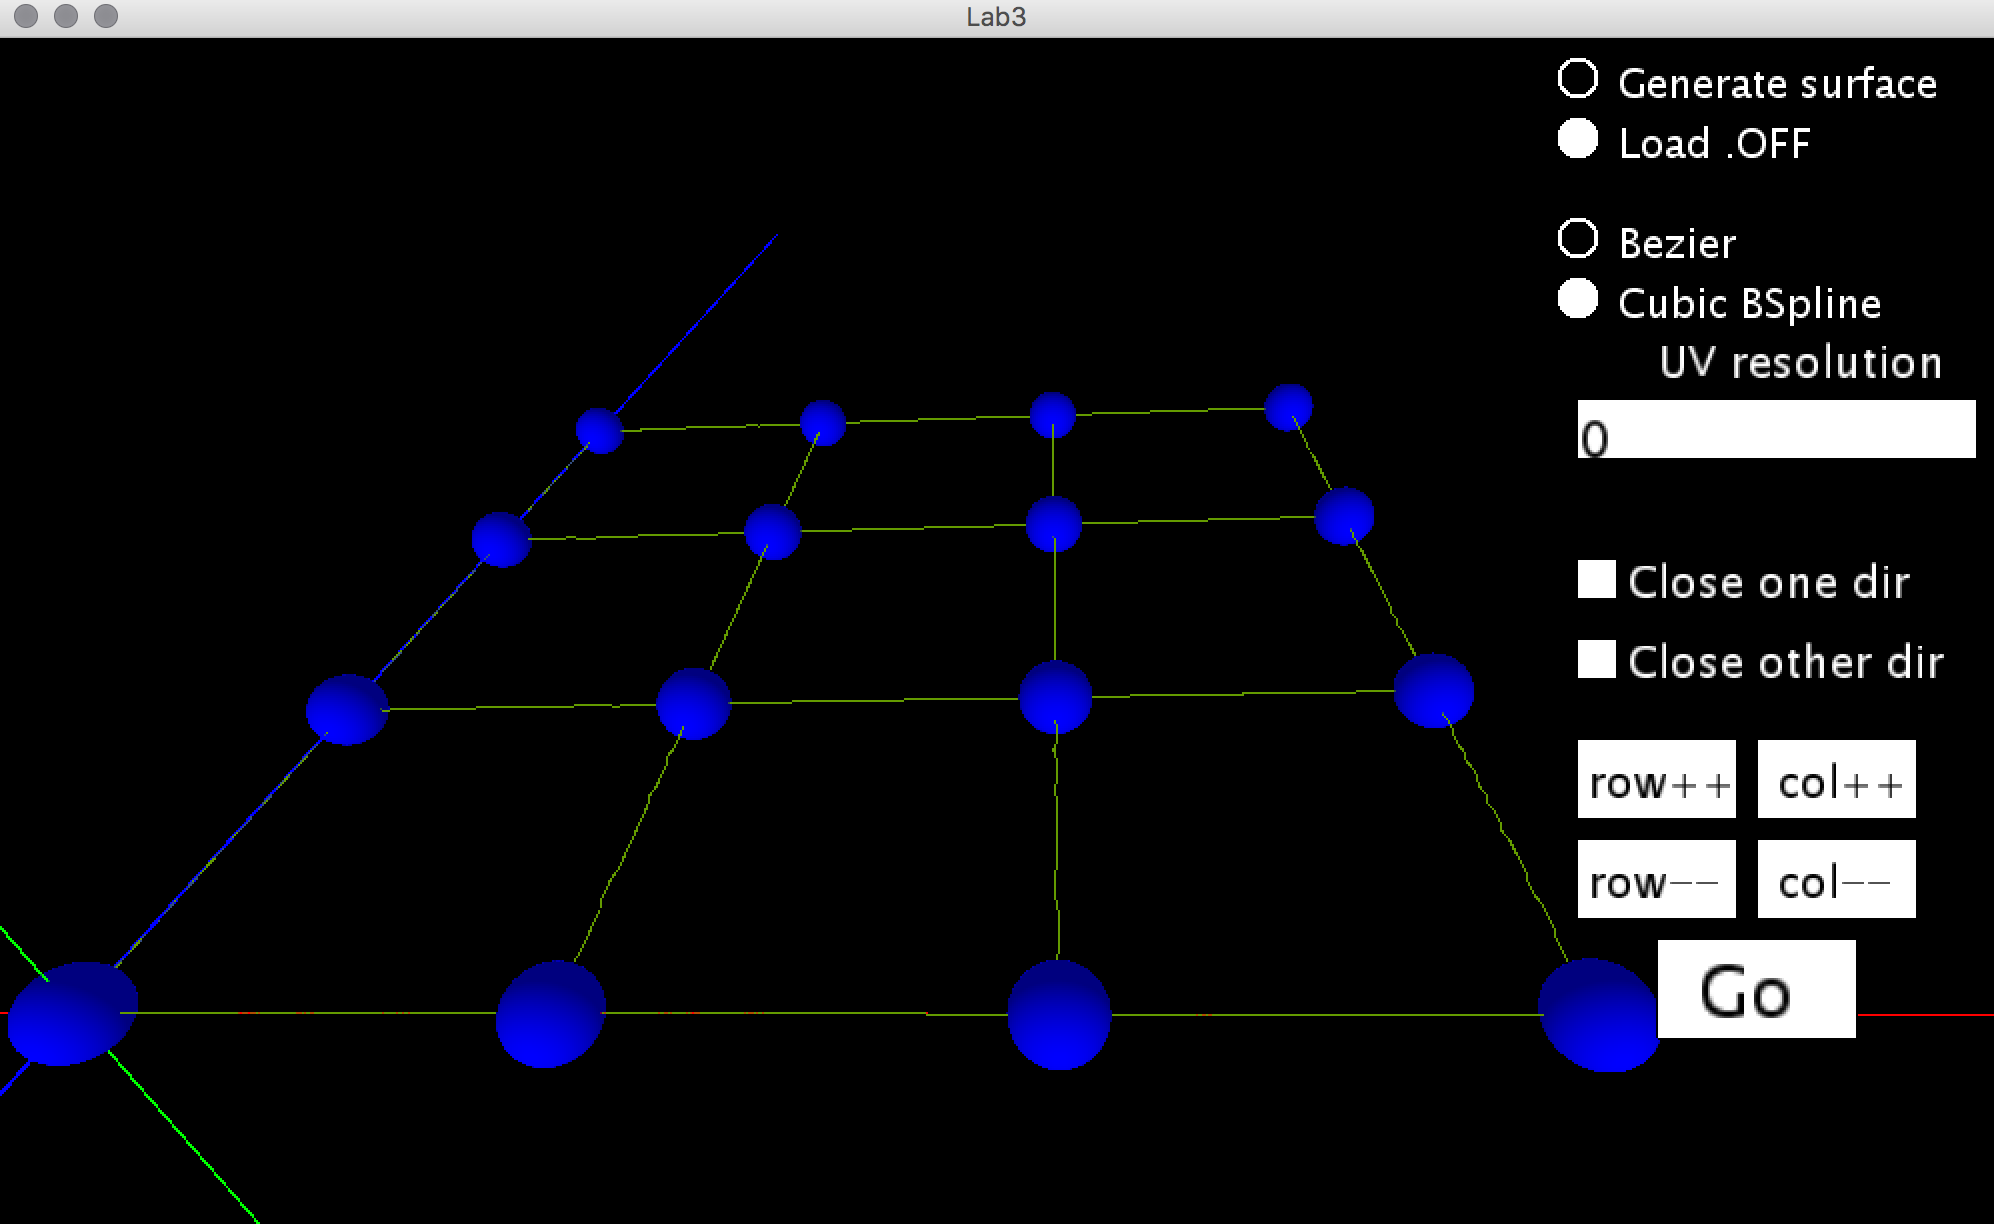 Lab3
Generate surface
Load .OFF
Bezier
Cubic BSpline
UV resolution
0
Close one dir
Close other dir
row++ col++
row-- col--
Go